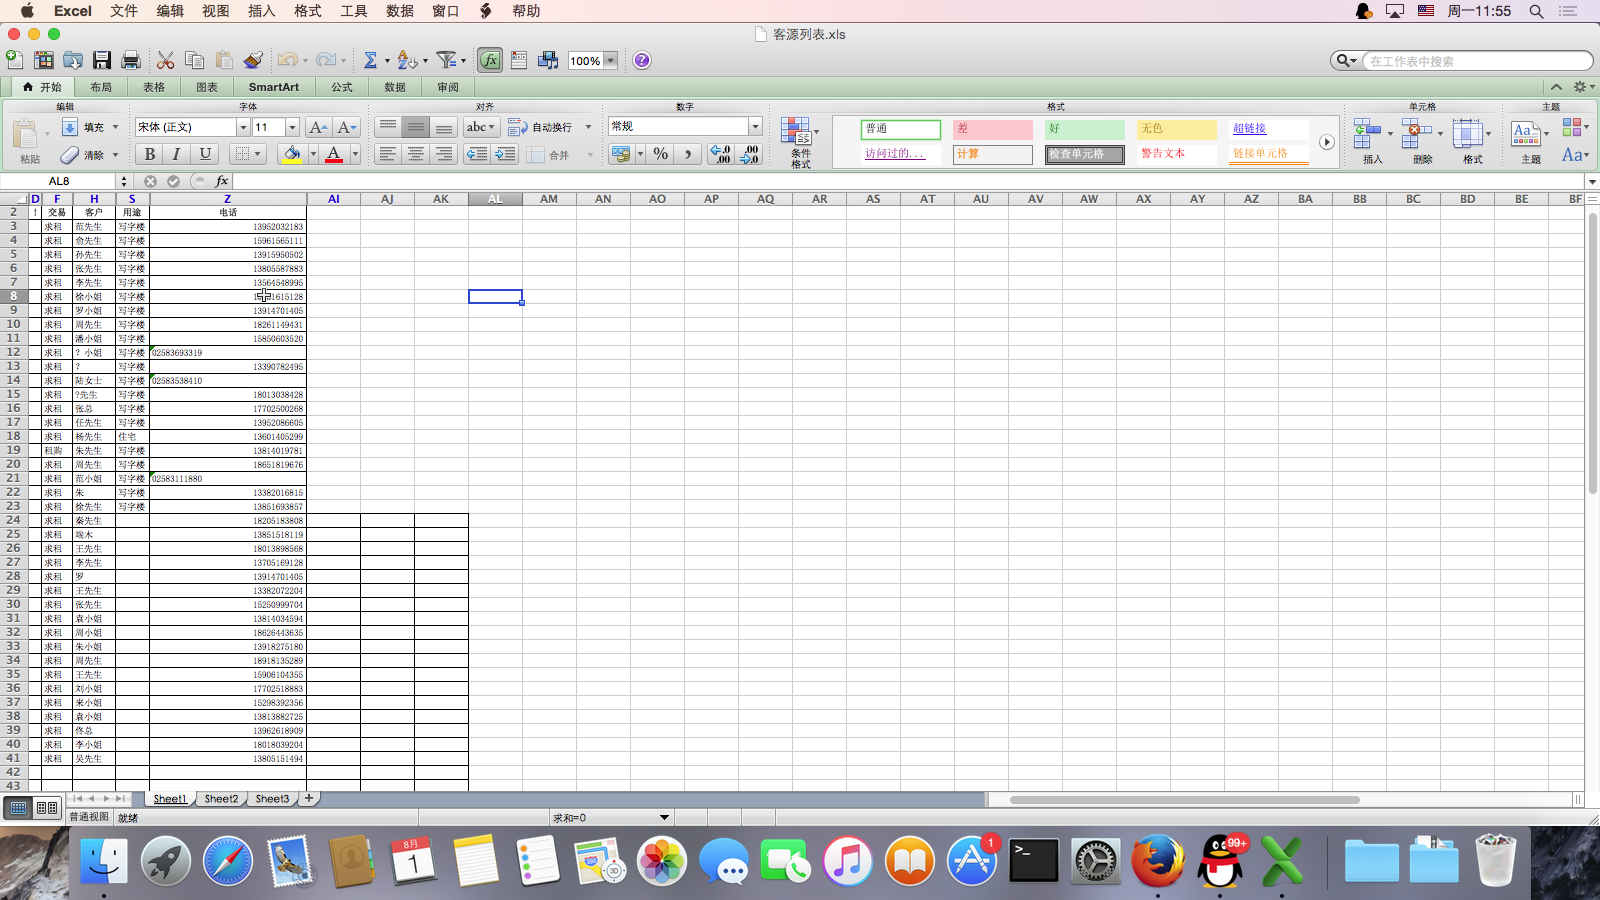 Excel 文件 编辑 视图 插入 格式 工具 数据 窗口 帮助 周一11:55
客源列表.xls
100% ?
在工作表中搜索
开始 布局 表格 图表 SmartArt 公式 数据 审阅
编辑 字体 对齐 数字 格式 单元格 主题
粘贴 填充 清除
宋体 (正文) 11 A A
B I U A
abc 自动换行
合并
常规
% ,
条件格式
普通 差 好 无色 超链接
访问过的... 计算 检查单元格 警告文本 链接单元格
插入 删除 格式 主题 Aa
AL8 fx
D F H S Z AI AJ AK AL AM AN AO AP AQ AR AS AT AU AV AW AX AY AZ BA BB BC BD BE BF
2 ! 交易 客户 用途 电话
3 求租 范先生 写字楼 13952032183
4 求租 俞先生 写字楼 15961565111
5 求租 孙先生 写字楼 13915950502
6 求租 张先生 写字楼 13805587883
7 求租 李先生 写字楼 13564548995
8 求租 徐小姐 写字楼 1 1615128
9 求租 罗小姐 写字楼 13914701405
10 求租 周先生 写字楼 18261149431
11 求租 潘小姐 写字楼 15850603520
12 求租 ? 小姐 写字楼 02583693319
13 求租 ? 写字楼 13390782495
14 求租 陆女士 写字楼 02583538410
15 求租 ?先生 写字楼 18013038428
16 求租 张总 写字楼 17702500268
17 求租 任先生 写字楼 13952086605
18 求租 杨先生 住宅 13601405299
19 租购 朱先生 写字楼 13814019781
20 求租 周先生 写字楼 18651819676
21 求租 范小姐 写字楼 02583111880
22 求租 朱 写字楼 13382016815
23 求租 徐先生 写字楼 13851693857
24 求租 秦先生 18205183808
25 求租 端木 13851518119
26 求租 王先生 18013898568
27 求租 李先生 13705169128
28 求租 罗 13914701405
29 求租 王先生 13382072204
30 求租 张先生 15250999704
31 求租 袁小姐 13814034594
32 求租 周小姐 18626443635
33 求租 朱小姐 13918275180
34 求租 周先生 18918135289
35 求租 王先生 15906104355
36 求租 刘小姐 17702518883
37 求租 米小姐 15298392356
38 求租 袁小姐 13813882725
39 求租 佟总 13962618909
40 求租 李小姐 18018039204
41 求租 吴先生 13805151494
42
43
Sheet1 Sheet2 Sheet3 +
普通视图 就绪 求和=0
8月
1
1
99+